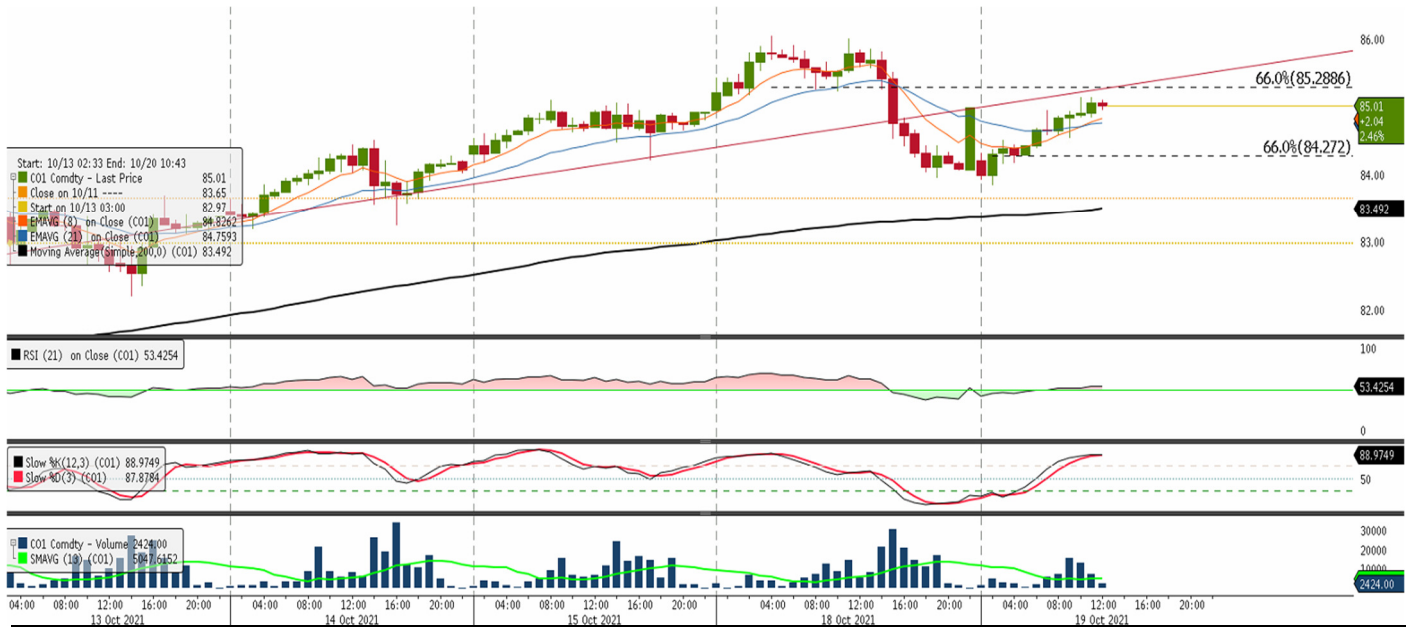 86.00
66.0%(85.2886)
85.01
+2.04
2.46%
66.0%(84.272)
84.00
83.492
83.00
82.00
Start: 10/13 02:33 End: 10/20 10:43
CO1 Comdty - Last Price 85.01
Close on 10/11 ---- 83.65
Start on 10/13 03:00 82.97
EMAVG (8) on Close (CO1) 84.8262
EMAVG (21) on Close (CO1) 84.7593
Moving Average(Simple,200,0) (CO1) 83.492
RSI (21) on Close (CO1) 53.4254
100
53.4254
0
Slow %K(12,3) (CO1) 88.9749
Slow %D(3) (CO1) 87.8784
88.9749
50
CO1 Comdty - Volume 2424.00
SMAVG (13) (CO1) 5047.6152
30000
20000
10000
2424.00
04:00 08:00 12:00 16:00 20:00 04:00 08:00 12:00 16:00 20:00 04:00 08:00 12:00 16:00 20:00 04:00 08:00 12:00 16:00 20:00 04:00 08:00 12:00 16:00 20:00
13 Oct 2021 14 Oct 2021 15 Oct 2021 18 Oct 2021 19 Oct 2021